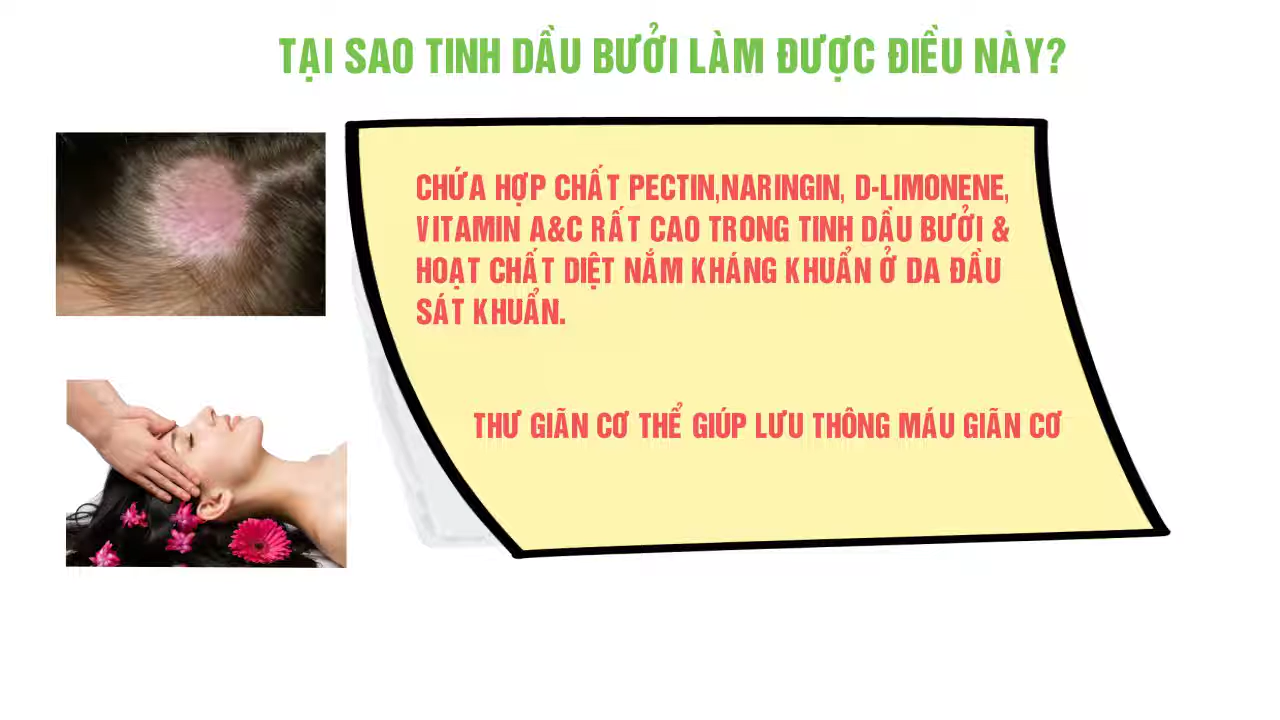 TẠI SAO TINH DẦU BƯỞI LÀM ĐƯỢC ĐIỀU NÀY?
CHỨA HỢP CHẤT PECTIN,NARINGIN, D-LIMONENE,
VITAMIN A&C RẤT CAO TRONG TINH DẦU BƯỞI &
HOẠT CHẤT DIỆT NẮM KHÁNG KHUẨN Ở DA ĐẦU
SÁT KHUẨN.
THƯ GIÃN CƠ THỂ GIÚP LƯU THÔNG MÁU GIÃN CƠ